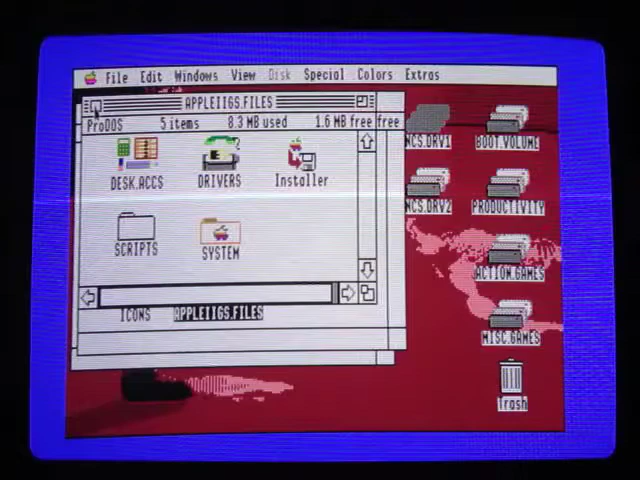 File Edit Windows View Disk Special Colors Extras
APPLEIIGS.FILES
ProDOS 5 items 8.3 MB used 1.6 MB free free
DESK.ACCS DRIVERS Installer
SCRIPTS SYSTEM
ICONS APPLEIIGS.FILES
NCS.DRV1 BOOT.VOLUME
NCS.DRV2 PRODUCTIVITY
ACTION.GAMES
MISC.GAMES
Trash